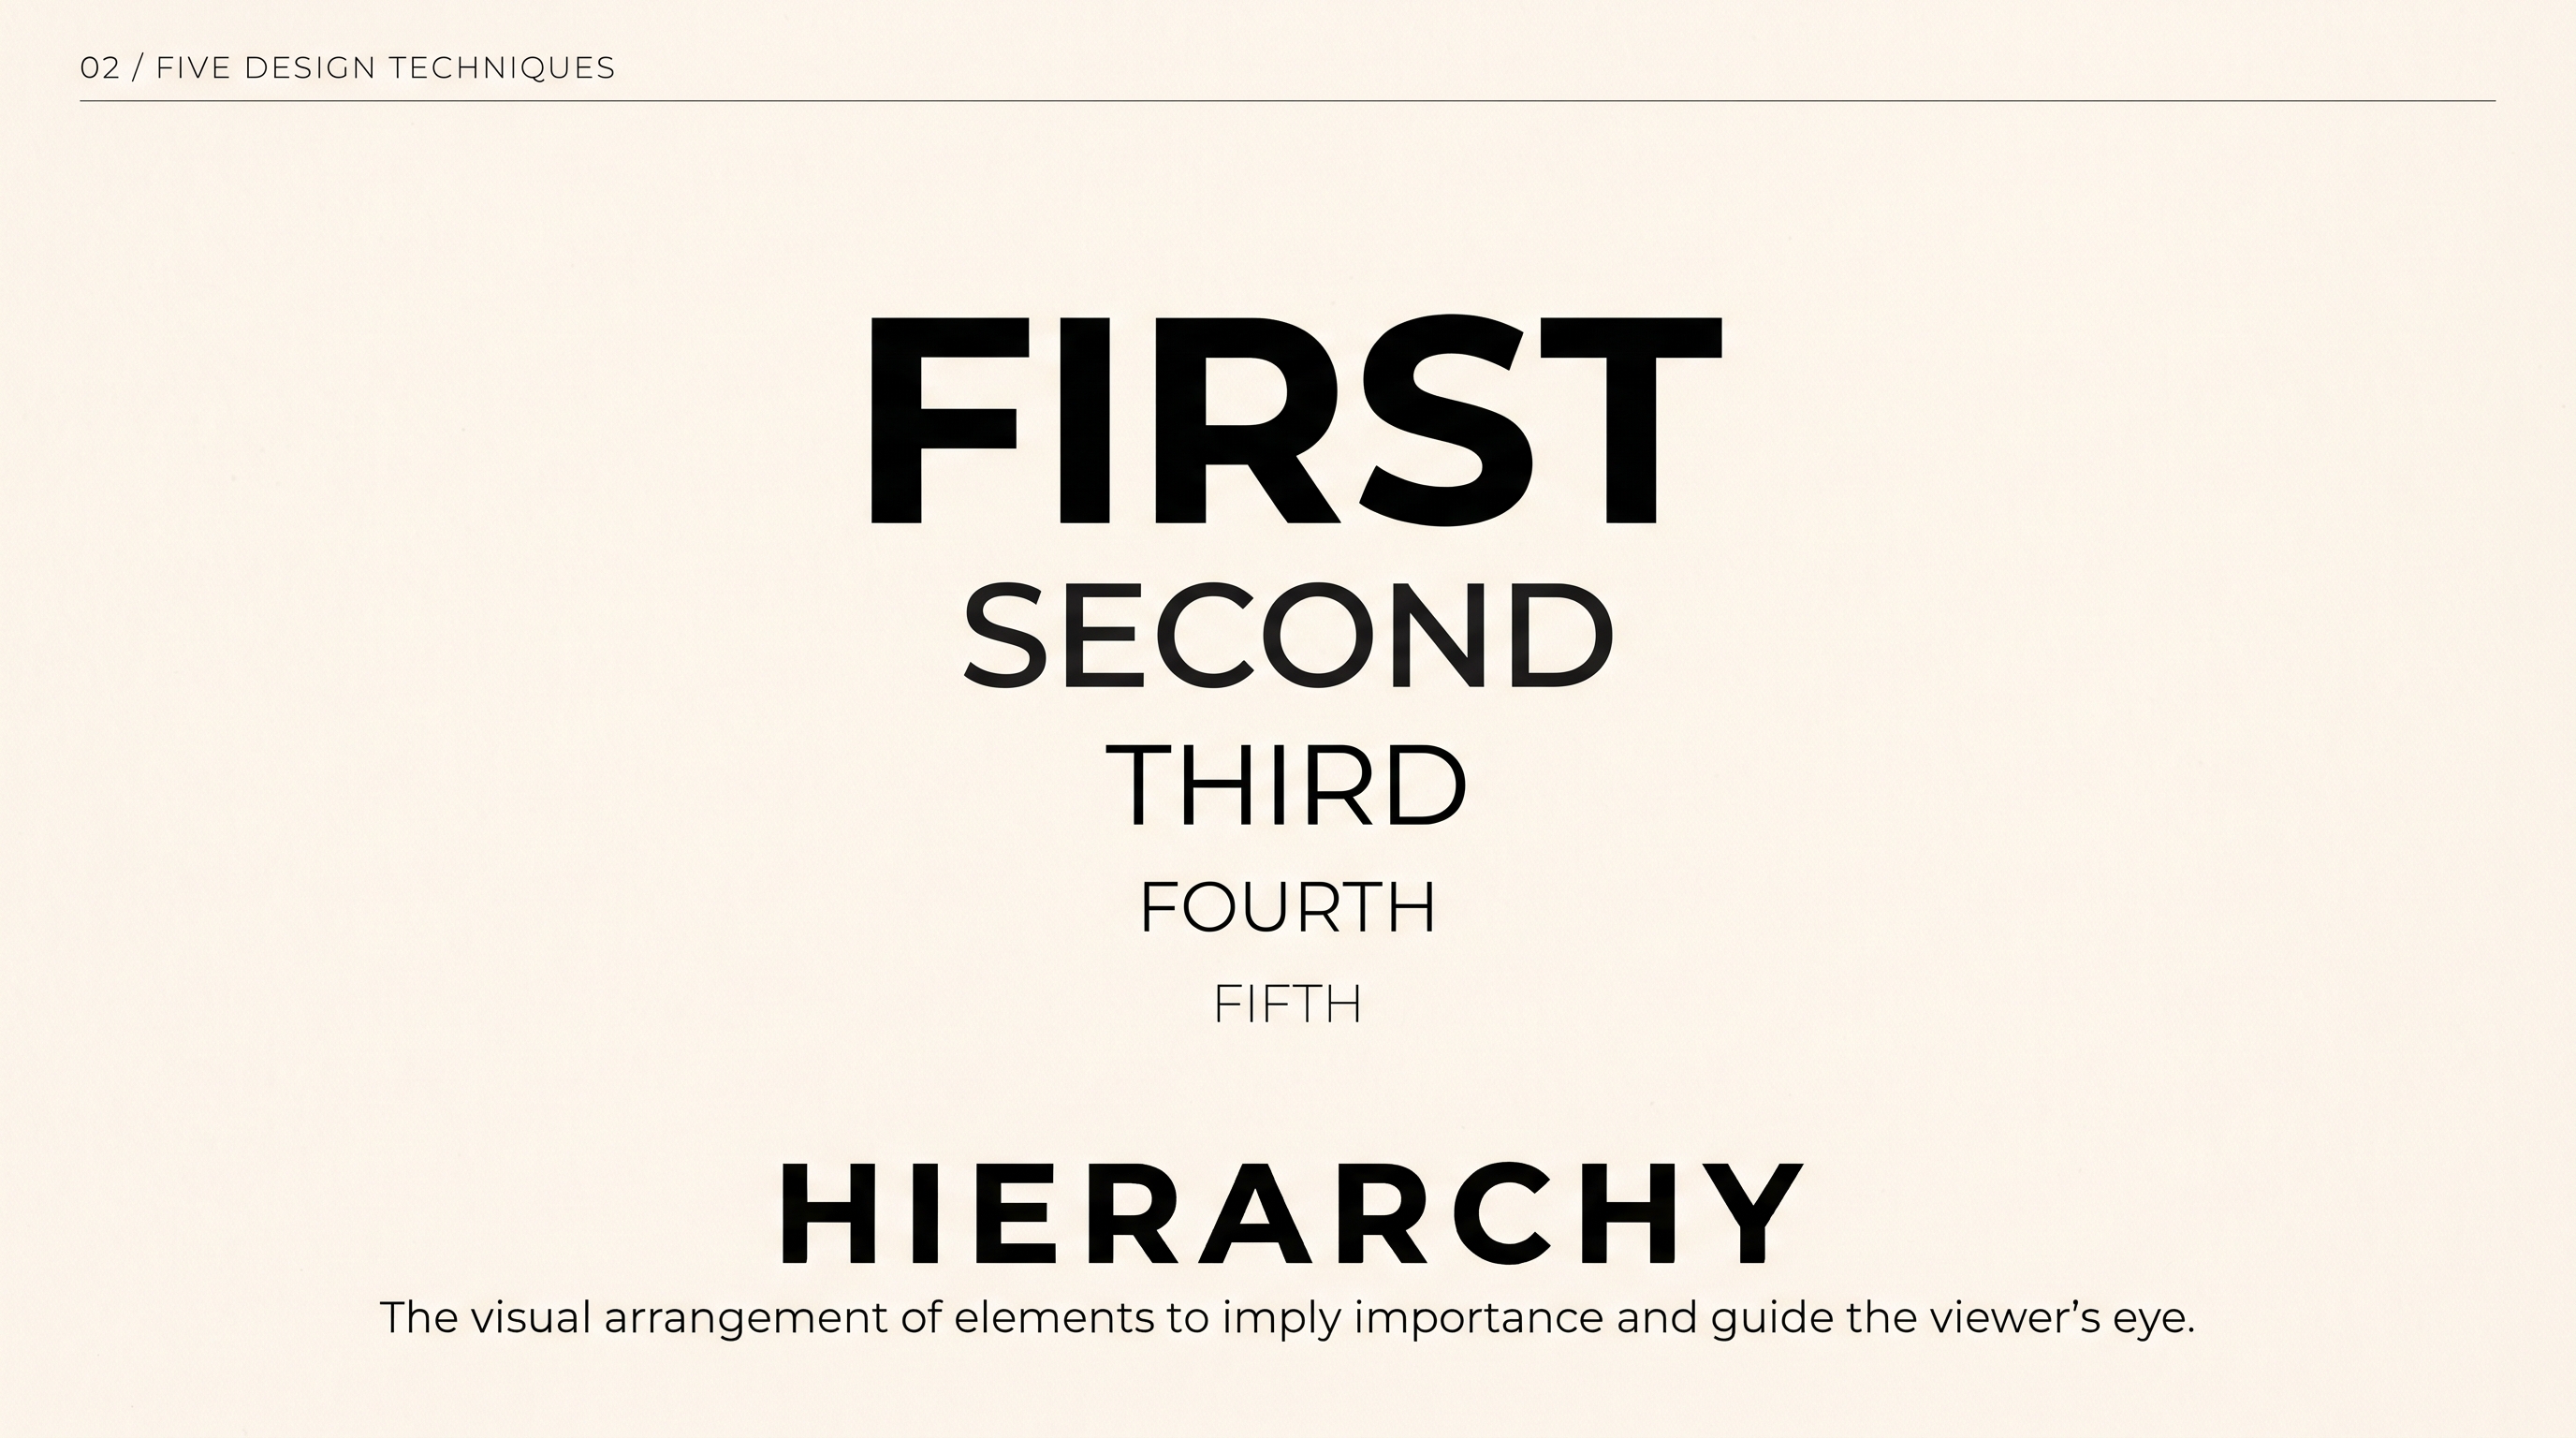 02 / FIVE DESIGN TECHNIQUES
FIRST
SECOND
THIRD
FOURTH
FIFTH
HIERARCHY
The visual arrangement of elements to imply importance and guide the viewer’s eye.